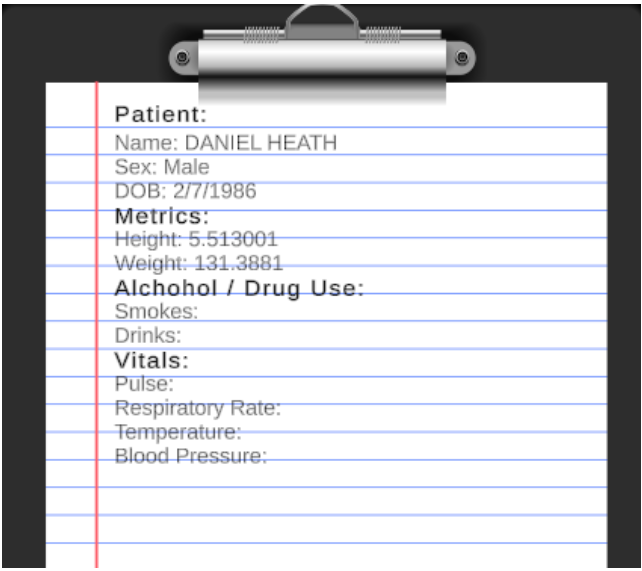 Patient:
Name: DANIEL HEATH
Sex: Male
DOB: 2/7/1986
Metrics:
Height: 5.513001
Weight: 131.3881
Alchohol / Drug Use:
Smokes:
Drinks:
Vitals:
Pulse:
Respiratory Rate:
Temperature:
Blood Pressure: